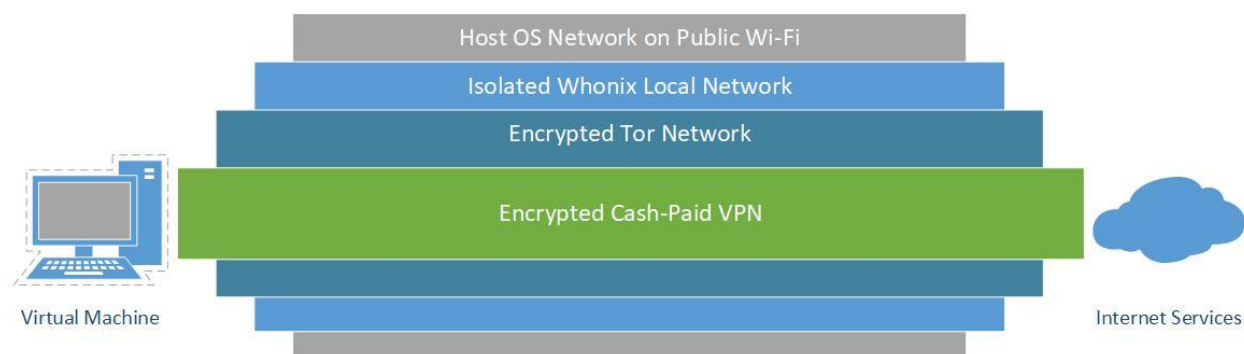 Host OS Network on Public Wi-Fi
Isolated Whonix Local Network
Encrypted Tor Network
Encrypted Cash-Paid VPN
Virtual Machine
Internet Services